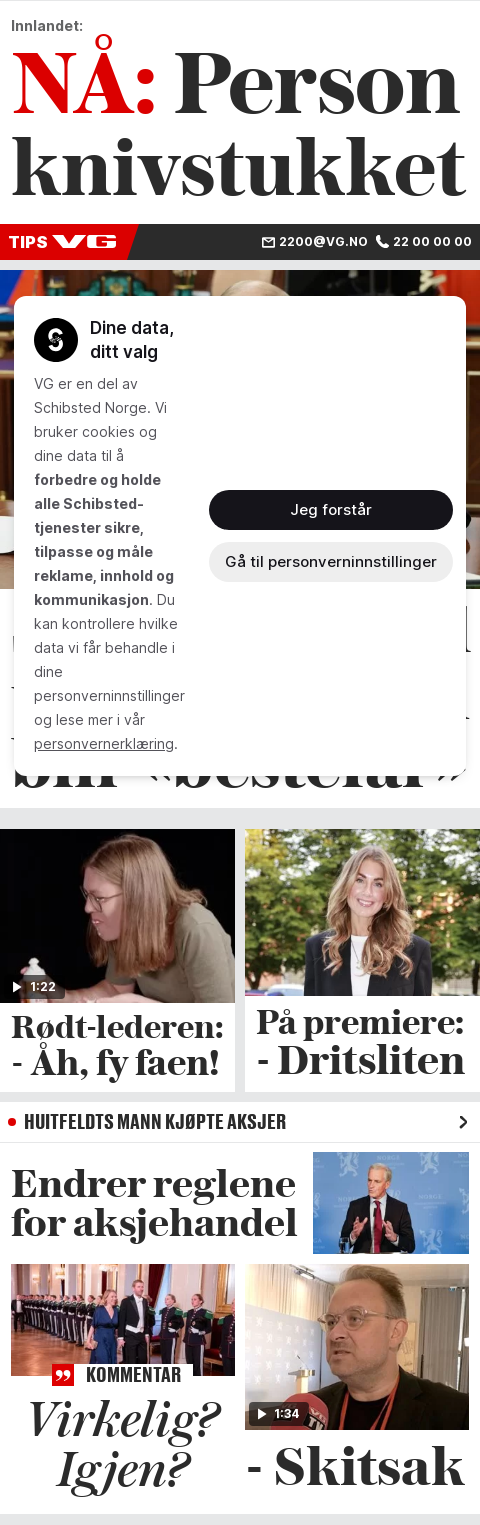 Innlandet:
NÅ: Person
knivstukket
TIPS VG
2200@VG.NO
22 00 00 00
Dine data,
ditt valg
VG er en del av
Schibsted Norge. Vi
bruker cookies og
dine data til å
forbedre og holde
alle Schibsted-
tjenester sikre,
tilpasse og måle
reklame, innhold og
kommunikasjon. Du
kan kontrollere hvilke
data vi får behandle i
dine
personverninnstillinger
og lese mer i vår
personvernerklæring.
Jeg forstår
Gå til personverninnstillinger
1:22
Rødt-lederen:
- Åh, fy faen!
På premiere:
- Dritsliten
HUITFELDTS MANN KJØPTE AKSJER
Endrer reglene
for aksjehandel
KOMMENTAR
Virkelig?
Igjen?
1:34
- Skitsak